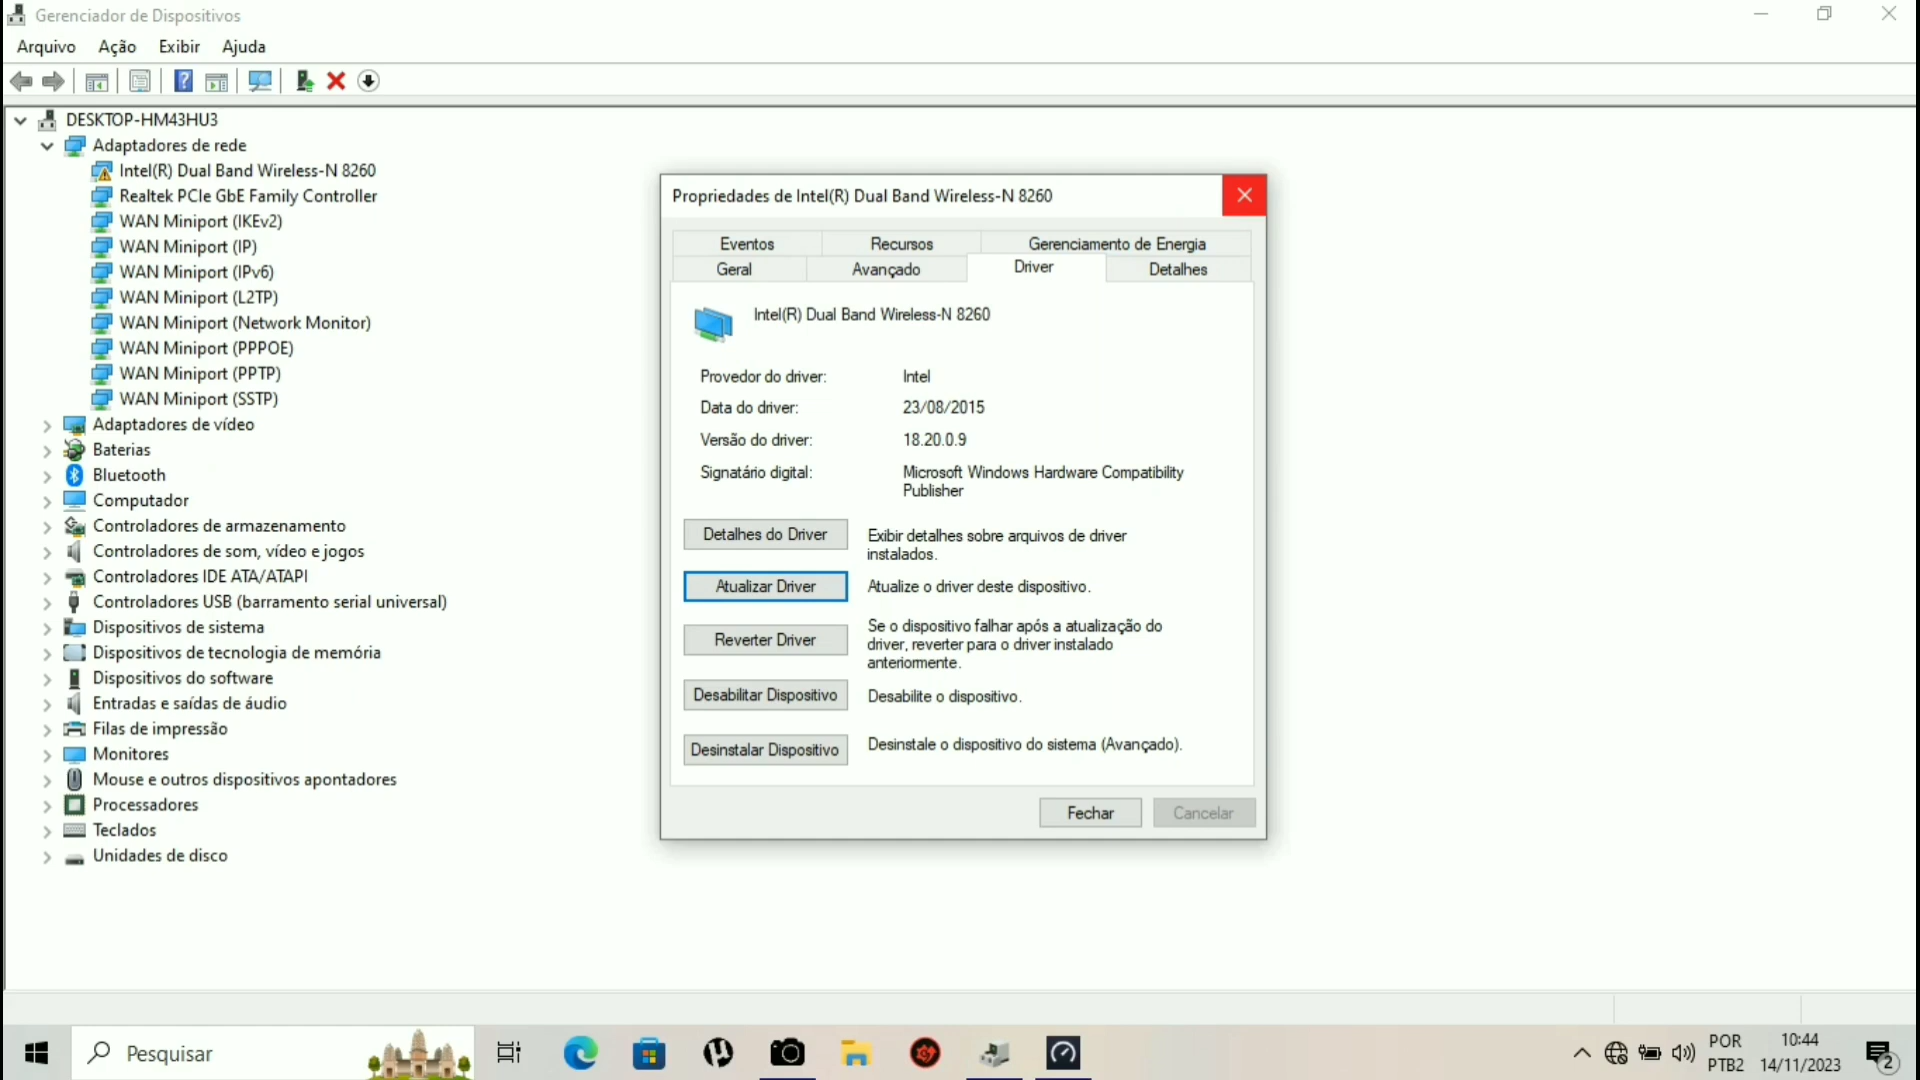 Gerenciador de Dispositivos
Arquivo Ação Exibir Ajuda
DESKTOP-HM43HU3
Adaptadores de rede
Intel(R) Dual Band Wireless-N 8260
Realtek PCIe GbE Family Controller
WAN Miniport (IKEv2)
WAN Miniport (IP)
WAN Miniport (IPv6)
WAN Miniport (L2TP)
WAN Miniport (Network Monitor)
WAN Miniport (PPPOE)
WAN Miniport (PPTP)
WAN Miniport (SSTP)
Adaptadores de vídeo
Baterias
Bluetooth
Computador
Controladores de armazenamento
Controladores de som, vídeo e jogos
Controladores IDE ATA/ATAPI
Controladores USB (barramento serial universal)
Dispositivos de sistema
Dispositivos de tecnologia de memória
Dispositivos do software
Entradas e saídas de áudio
Filas de impressão
Monitores
Mouse e outros dispositivos apontadores
Processadores
Teclados
Unidades de disco
Propriedades de Intel(R) Dual Band Wireless-N 8260
Eventos Recursos Gerenciamento de Energia
Geral Avançado Driver Detalhes
Intel(R) Dual Band Wireless-N 8260
Provedor do driver: Intel
Data do driver: 23/08/2015
Versão do driver: 18.20.0.9
Signatário digital: Microsoft Windows Hardware Compatibility
Publisher
Detalhes do Driver Exibir detalhes sobre arquivos de driver
instalados.
Atualizar Driver Atualize o driver deste dispositivo.
Reverter Driver Se o dispositivo falhar após a atualização do
driver, reverter para o driver instalado
anteriormente.
Desabilitar Dispositivo Desabilite o dispositivo.
Desinstalar Dispositivo Desinstale o dispositivo do sistema (Avançado).
Fechar Cancelar
Pesquisar
POR
PTB2
10:44
14/11/2023
2